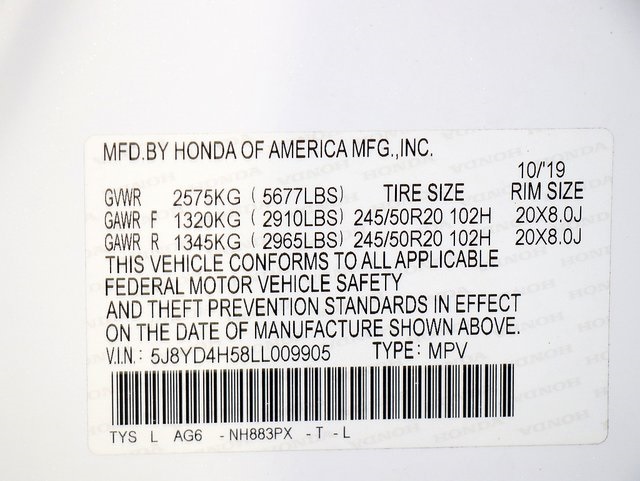 MFD.BY HONDA OF AMERICA MFG.,INC.
10/'19
GVWR 2575KG ( 5677LBS) TIRE SIZE RIM SIZE
GAWR F 1320KG ( 2910LBS) 245/50R20 102H 20X8.0J
GAWR R 1345KG ( 2965LBS) 245/50R20 102H 20X8.0J
THIS VEHICLE CONFORMS TO ALL APPLICABLE
FEDERAL MOTOR VEHICLE SAFETY
AND THEFT PREVENTION STANDARDS IN EFFECT
ON THE DATE OF MANUFACTURE SHOWN ABOVE.
V.I.N: 5J8YD4H58LL009905 TYPE: MPV
TYS L AG6 -NH883PX -T -L